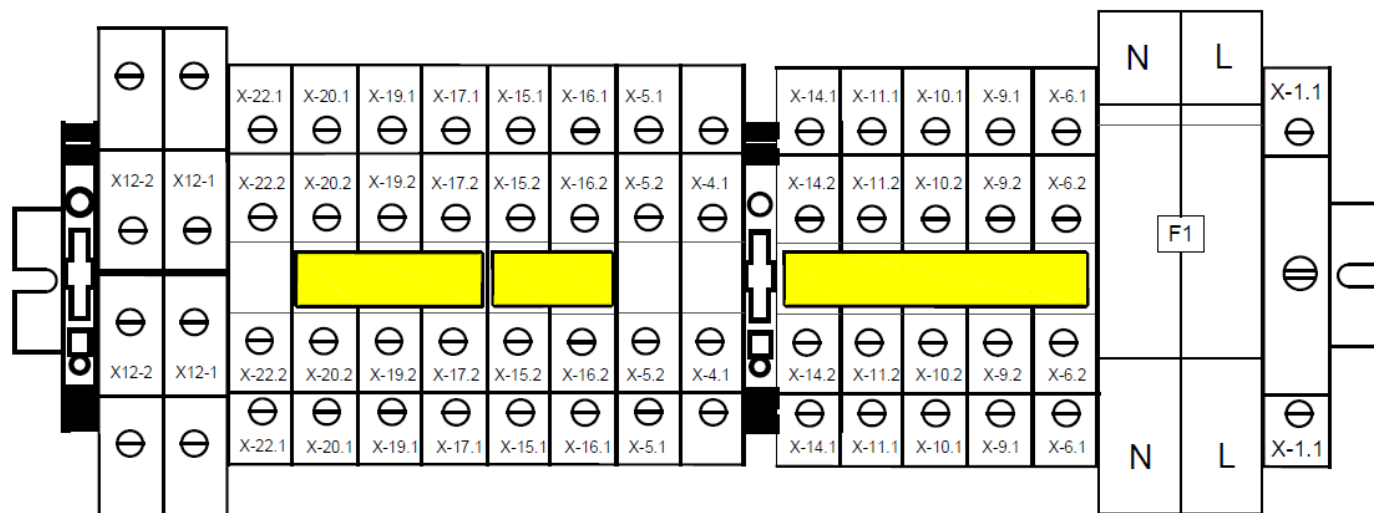 N L
X-22.1 X-20.1 X-19.1 X-17.1 X-15.1 X-16.1 X-5.1 X-14.1 X-11.1 X-10.1 X-9.1 X-6.1 X-1.1
X12-2 X12-1 X-22.2 X-20.2 X-19.2 X-17.2 X-15.2 X-16.2 X-5.2 X-4.1 X-14.2 X-11.2 X-10.2 X-9.2 X-6.2
F1
X12-2 X12-1 X-22.2 X-20.2 X-19.2 X-17.2 X-15.2 X-16.2 X-5.2 X-4.1 X-14.2 X-11.2 X-10.2 X-9.2 X-6.2
X-22.1 X-20.1 X-19.1 X-17.1 X-15.1 X-16.1 X-5.1 X-14.1 X-11.1 X-10.1 X-9.1 X-6.1 N L X-1.1